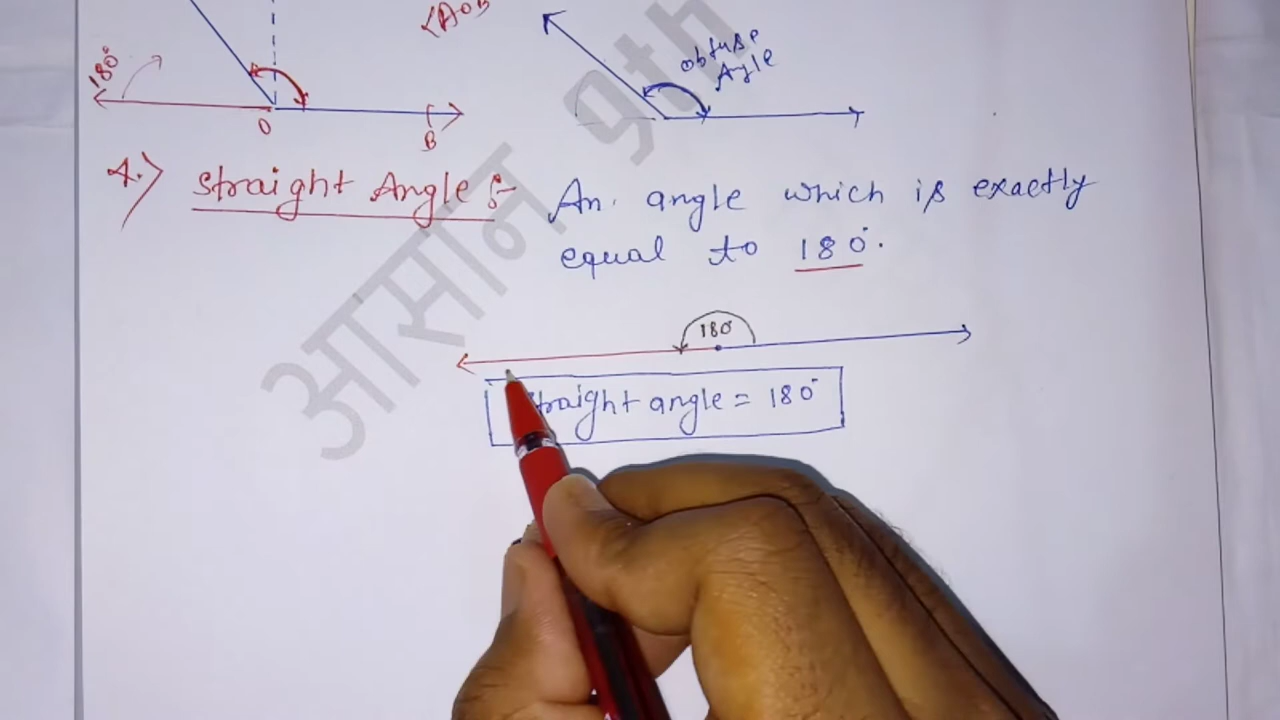 ∠AOB
180°
obtuse
Angle
O
B
4.) Straight Angle :- An angle which is exactly
equal to 180°.
180°
Straight angle = 180°
आसान 9th